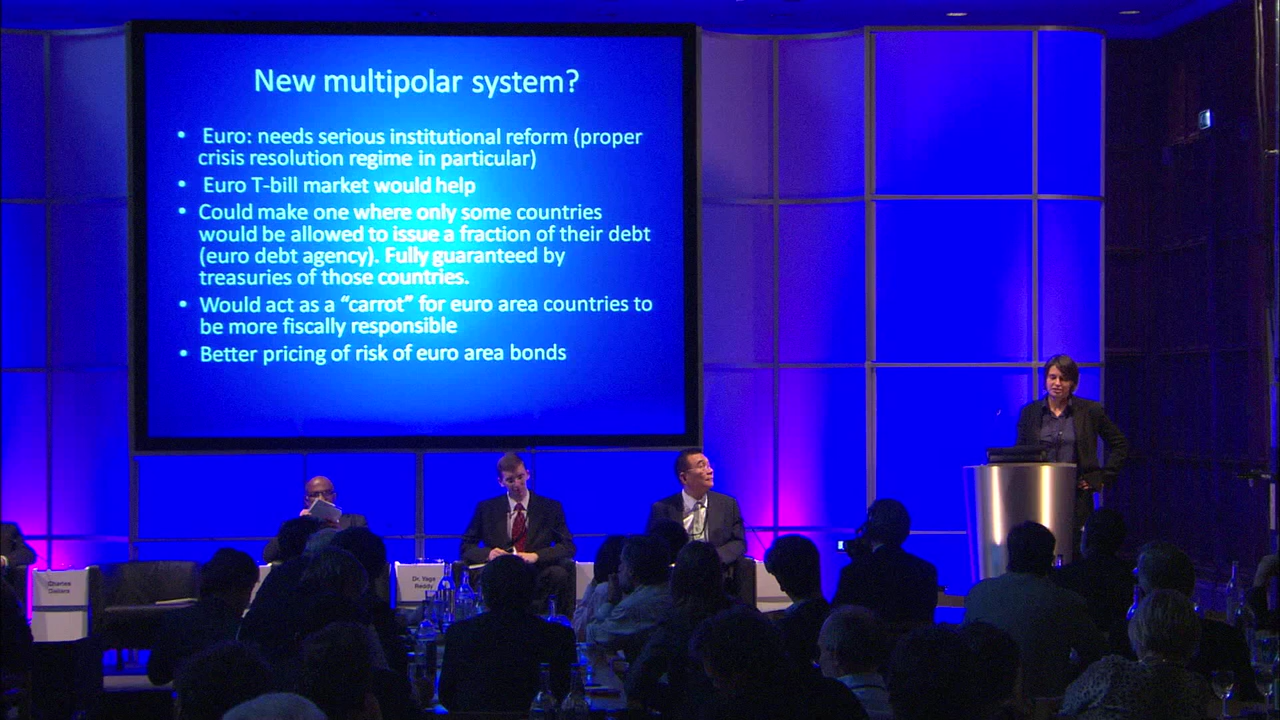 New multipolar system?
• Euro: needs serious institutional reform (proper
crisis resolution regime in particular)
• Euro T-bill market would help
• Could make one where only some countries
would be allowed to issue a fraction of their debt
(euro debt agency). Fully guaranteed by
treasuries of those countries.
• Would act as a “carrot” for euro area countries to
be more fiscally responsible
• Better pricing of risk of euro area bonds
Charles
Dallara
Dr. Yaga
Reddy